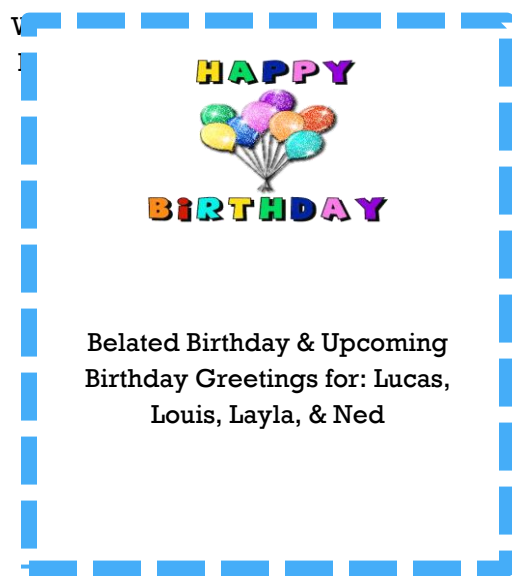 HAPPY
BiRTHDAY
Belated Birthday & Upcoming
Birthday Greetings for: Lucas,
Louis, Layla, & Ned